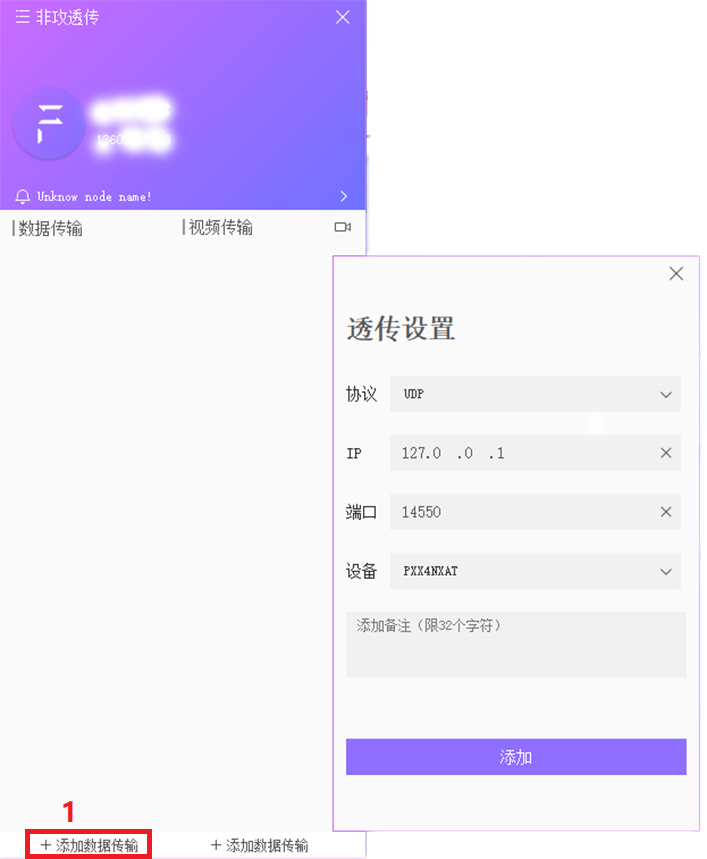 非攻透传
Unknow node name!
数据传输
视频传输
透传设置
协议 UDP
IP 127.0 .0 .1
端口 14550
设备 PXX4NXAT
添加备注（限32个字符）
添加
1
+ 添加数据传输
+ 添加数据传输